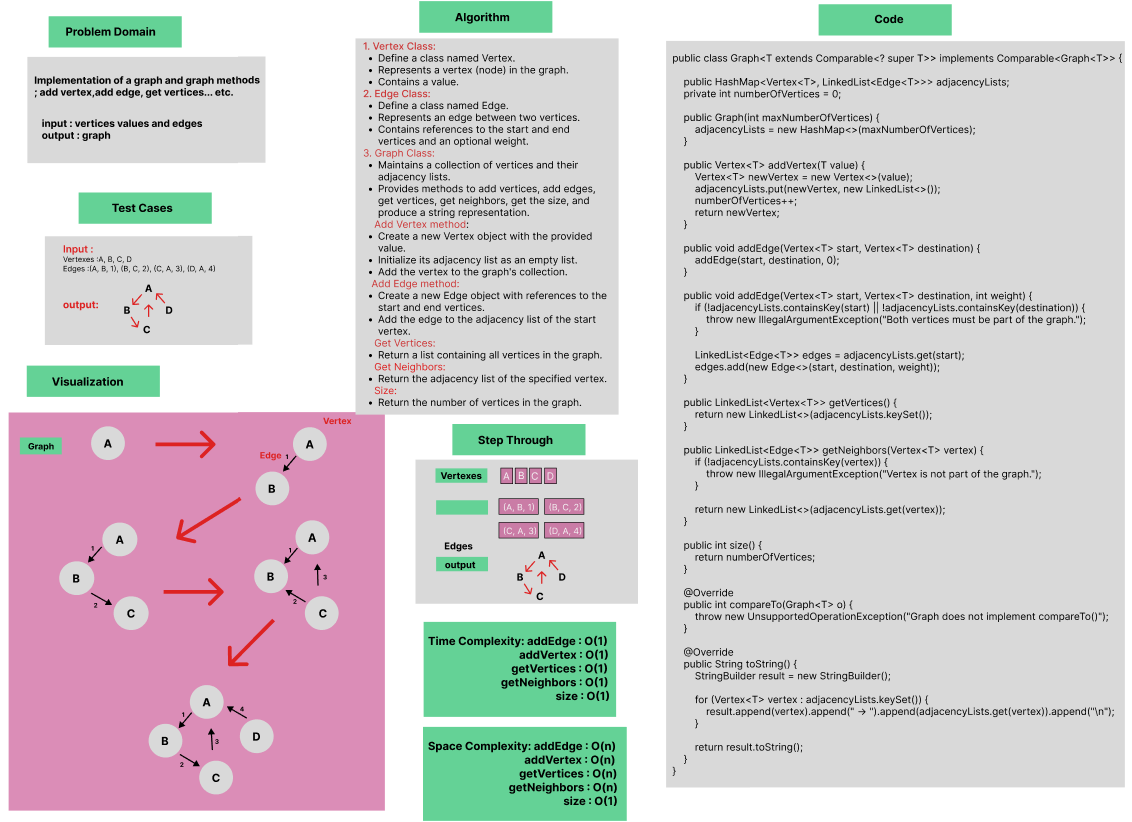 Problem Domain
Implementation of a graph and graph methods
; add vertex,add edge, get vertices... etc.
input : vertices values and edges
output : graph
Test Cases
Input :
Vertexes :A, B, C, D
Edges :(A, B, 1), (B, C, 2), (C, A, 3), (D, A, 4)
output:
A
B
D
C
Visualization
Graph
A
Vertex
A
Edge
1
B
A
1
B
2
C
A
1
B
3
2
C
A
1
4
B
D
3
2
C
Algorithm
1. Vertex Class:
• Define a class named Vertex.
• Represents a vertex (node) in the graph.
• Contains a value.
2. Edge Class:
• Define a class named Edge.
• Represents an edge between two vertices.
• Contains references to the start and end
vertices and an optional weight.
3. Graph Class:
• Maintains a collection of vertices and their
adjacency lists.
• Provides methods to add vertices, add edges,
get vertices, get neighbors, get the size, and
produce a string representation.
Add Vertex method:
• Create a new Vertex object with the provided
value.
• Initialize its adjacency list as an empty list.
• Add the vertex to the graph's collection.
Add Edge method:
• Create a new Edge object with references to the
start and end vertices.
• Add the edge to the adjacency list of the start
vertex.
Get Vertices:
• Return a list containing all vertices in the graph.
Get Neighbors:
• Return the adjacency list of the specified vertex.
Size:
• Return the number of vertices in the graph.
Step Through
Vertexes
A B C D
(A, B, 1) (B, C, 2)
(C, A, 3) (D, A, 4)
Edges
output
A
B
D
C
Time Complexity: addEdge : O(1)
addVertex : O(1)
getVertices : O(1)
getNeighbors : O(1)
size : O(1)
Space Complexity: addEdge : O(n)
addVertex : O(n)
getVertices : O(n)
getNeighbors : O(n)
size : O(1)
Code
public class Graph<T extends Comparable<? super T>> implements Comparable<Graph<T>> {
public HashMap<Vertex<T>, LinkedList<Edge<T>>> adjacencyLists;
private int numberOfVertices = 0;
public Graph(int maxNumberOfVertices) {
adjacencyLists = new HashMap<>(maxNumberOfVertices);
}
public Vertex<T> addVertex(T value) {
Vertex<T> newVertex = new Vertex<>(value);
adjacencyLists.put(newVertex, new LinkedList<>());
numberOfVertices++;
return newVertex;
}
public void addEdge(Vertex<T> start, Vertex<T> destination) {
addEdge(start, destination, 0);
}
public void addEdge(Vertex<T> start, Vertex<T> destination, int weight) {
if (!adjacencyLists.containsKey(start) || !adjacencyLists.containsKey(destination)) {
throw new IllegalArgumentException("Both vertices must be part of the graph.");
}
LinkedList<Edge<T>> edges = adjacencyLists.get(start);
edges.add(new Edge<>(start, destination, weight));
}
public LinkedList<Vertex<T>> getVertices() {
return new LinkedList<>(adjacencyLists.keySet());
}
public LinkedList<Edge<T>> getNeighbors(Vertex<T> vertex) {
if (!adjacencyLists.containsKey(vertex)) {
throw new IllegalArgumentException("Vertex is not part of the graph.");
}
return new LinkedList<>(adjacencyLists.get(vertex));
}
public int size() {
return numberOfVertices;
}
@Override
public int compareTo(Graph<T> o) {
throw new UnsupportedOperationException("Graph does not implement compareTo()");
}
@Override
public String toString() {
StringBuilder result = new StringBuilder();
for (Vertex<T> vertex : adjacencyLists.keySet()) {
result.append(vertex).append(" → ").append(adjacencyLists.get(vertex)).append("\n");
}
return result.toString();
}
}